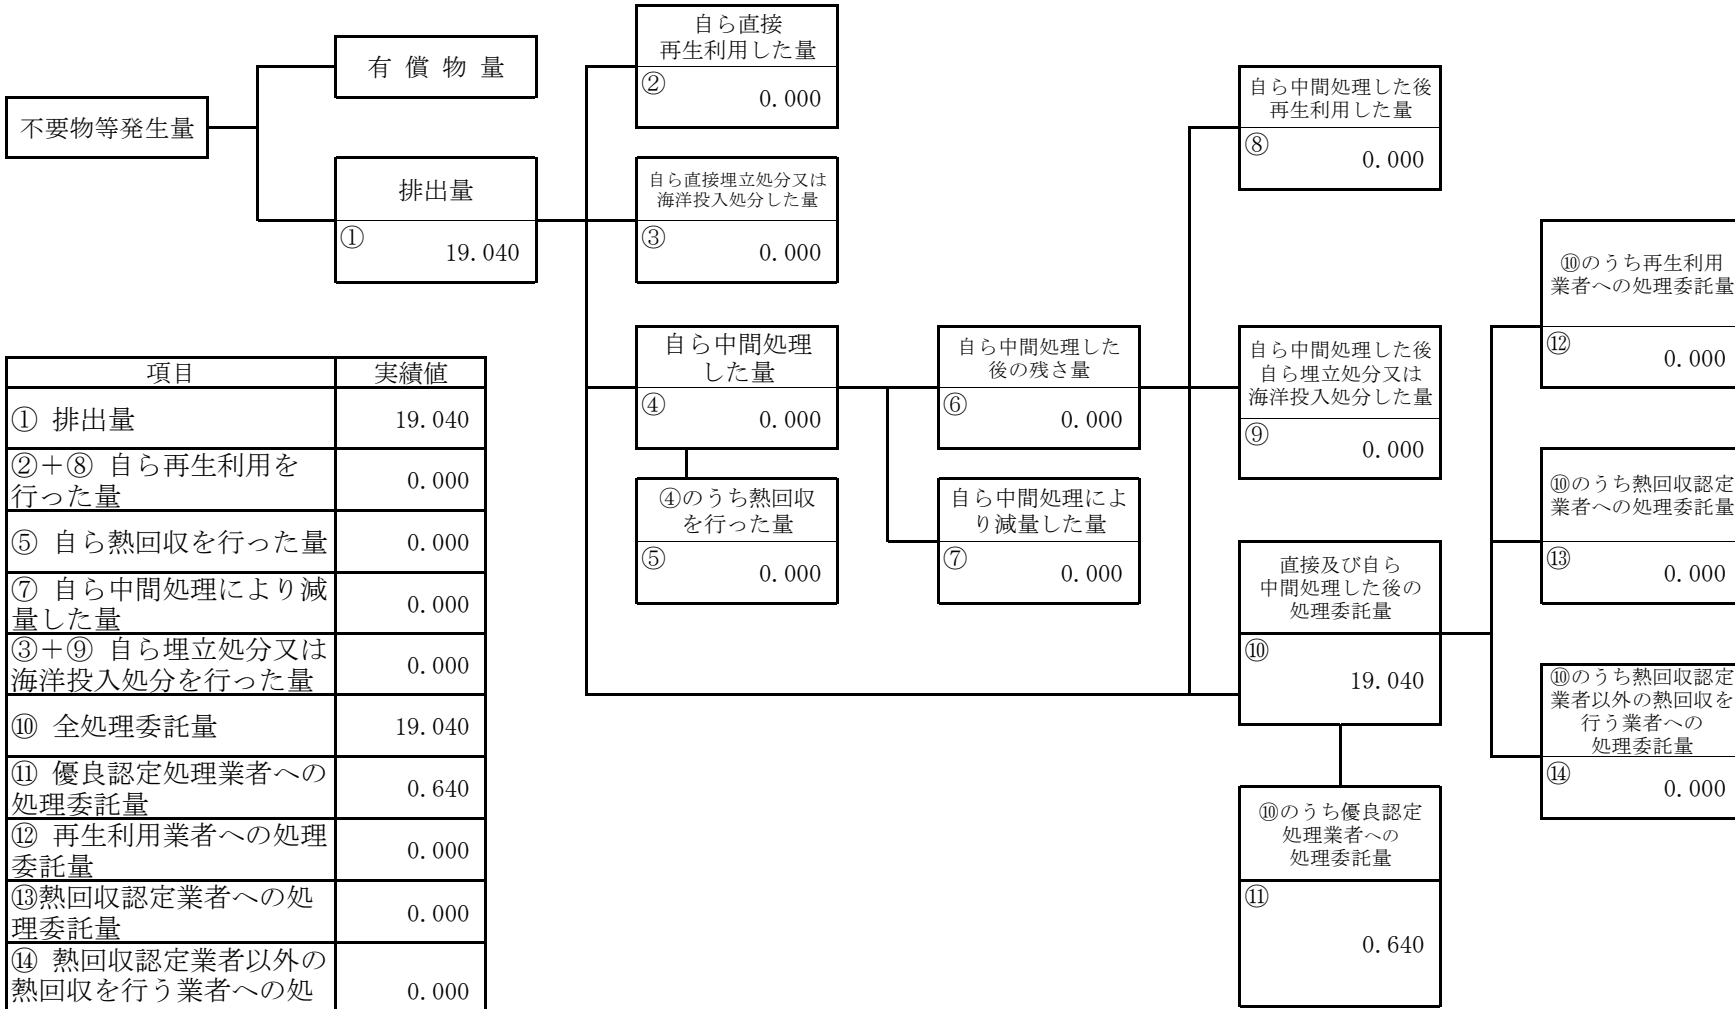 不要物等発生量
有 償 物 量
排出量
①
19.040
自ら直接
再生利用した量
②
0.000
自ら直接埋立処分又は
海洋投入処分した量
③
0.000
自ら中間処理
した量
④
0.000
④のうち熱回収
を行った量
⑤
0.000
自ら中間処理した
後の残さ量
⑥
0.000
自ら中間処理によ
り減量した量
⑦
0.000
自ら中間処理した後
再生利用した量
⑧
0.000
自ら中間処理した後
自ら埋立処分又は
海洋投入処分した量
⑨
0.000
直接及び自ら
中間処理した後の
処理委託量
⑩
19.040
⑩のうち優良認定
処理業者への
処理委託量
⑪
0.640
⑩のうち再生利用
業者への処理委託量
⑫
0.000
⑩のうち熱回収認定
業者への処理委託量
⑬
0.000
⑩のうち熱回収認定
業者以外の熱回収を
行う業者への
処理委託量
⑭
0.000
項目 実績値
① 排出量 19.040
②+⑧ 自ら再生利用を
行った量 0.000
⑤ 自ら熱回収を行った量 0.000
⑦ 自ら中間処理により減
量した量 0.000
③+⑨ 自ら埋立処分又は
海洋投入処分を行った量 0.000
⑩ 全処理委託量 19.040
⑪ 優良認定処理業者への
処理委託量 0.640
⑫ 再生利用業者への処理
委託量 0.000
⑬熱回収認定業者への処
理委託量 0.000
⑭ 熱回収認定業者以外の
熱回収を行う業者への処 0.000